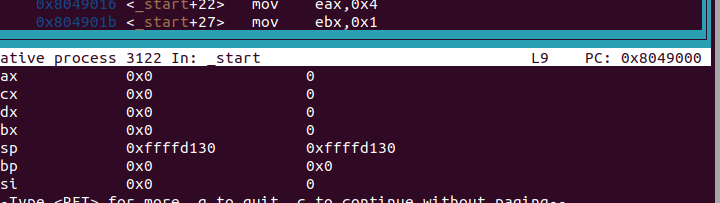 0x8049016 <_start+22> mov eax,0x4
0x804901b <_start+27> mov ebx,0x1
ative process 3122 In: _start L9 PC: 0x8049000
ax 0x0 0
cx 0x0 0
dx 0x0 0
bx 0x0 0
sp 0xffffd130 0xffffd130
bp 0x0 0x0
si 0x0 0
-Type <RET> for more, q to quit, c to continue without paging--